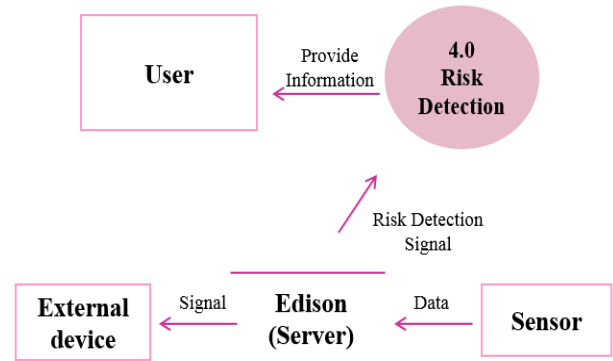 User
Provide
Information
4.0
Risk
Detection
Risk Detection
Signal
External
device
Signal
Edison
(Server)
Data
Sensor